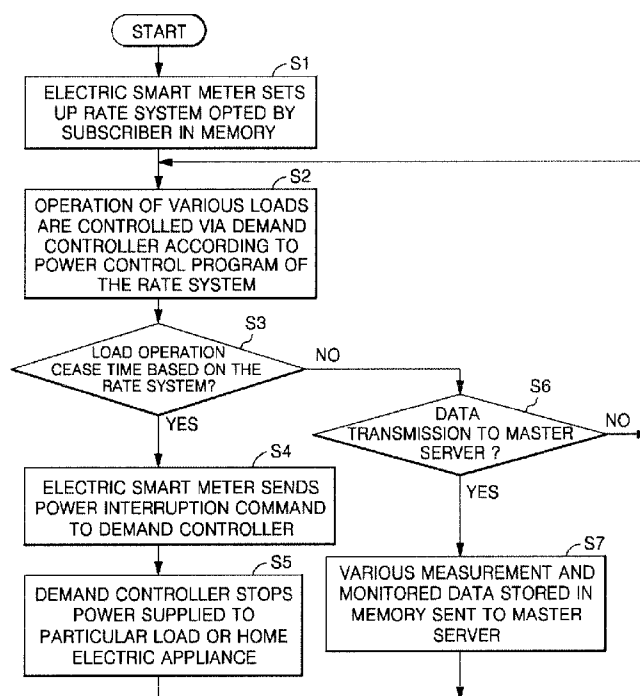 START
S1
ELECTRIC SMART METER SETS
UP RATE SYSTEM OPTED BY
SUBSCRIBER IN MEMORY
S2
OPERATION OF VARIOUS LOADS
ARE CONTROLLED VIA DEMAND
CONTROLLER ACCORDING TO
POWER CONTROL PROGRAM OF
THE RATE SYSTEM
S3
LOAD OPERATION
CEASE TIME BASED ON THE
RATE SYSTEM?
NO
YES
S6
DATA
TRANSMISSION TO MASTER
SERVER ?
NO
YES
S4
ELECTRIC SMART METER SENDS
POWER INTERRUPTION COMMAND
TO DEMAND CONTROLLER
S5
DEMAND CONTROLLER STOPS
POWER SUPPLIED TO
PARTICULAR LOAD OR HOME
ELECTRIC APPLIANCE
S7
VARIOUS MEASUREMENT AND
MONITORED DATA STORED IN
MEMORY SENT TO MASTER
SERVER